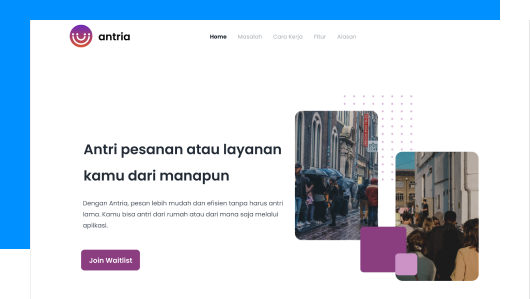 antria
Home Masalah Cara Kerja Fitur Alasan
Antri pesanan atau layanan
kamu dari manapun
Dengan Antria, pesan lebih mudah dan efisien tanpa harus antri
lama. Kamu bisa antri dari rumah atau dari mana saja melalui
aplikasi.
Join Waitlist